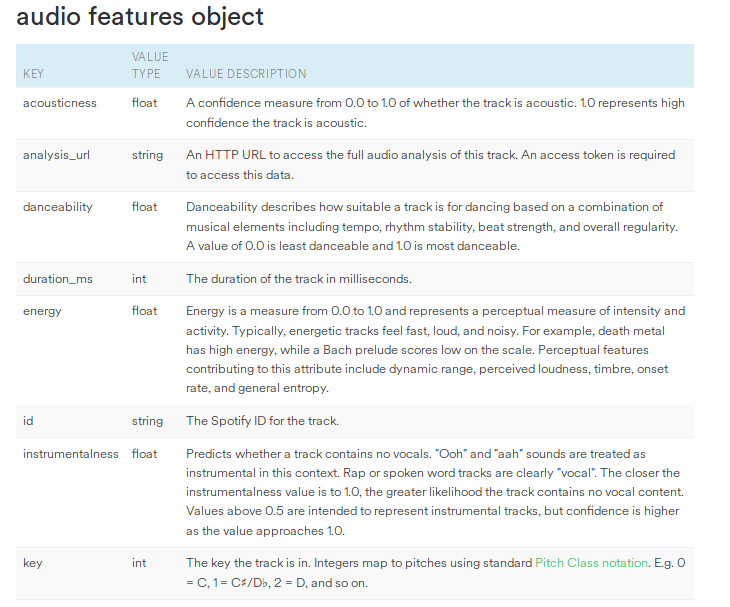 audio features object
KEY VALUE TYPE VALUE DESCRIPTION
acousticness float A confidence measure from 0.0 to 1.0 of whether the track is acoustic. 1.0 represents high
confidence the track is acoustic.
analysis_url string An HTTP URL to access the full audio analysis of this track. An access token is required
to access this data.
danceability float Danceability describes how suitable a track is for dancing based on a combination of
musical elements including tempo, rhythm stability, beat strength, and overall regularity.
A value of 0.0 is least danceable and 1.0 is most danceable.
duration_ms int The duration of the track in milliseconds.
energy float Energy is a measure from 0.0 to 1.0 and represents a perceptual measure of intensity and
activity. Typically, energetic tracks feel fast, loud, and noisy. For example, death metal
has high energy, while a Bach prelude scores low on the scale. Perceptual features
contributing to this attribute include dynamic range, perceived loudness, timbre, onset
rate, and general entropy.
id string The Spotify ID for the track.
instrumentalness float Predicts whether a track contains no vocals. "Ooh" and "aah" sounds are treated as
instrumental in this context. Rap or spoken word tracks are clearly "vocal". The closer the
instrumentalness value is to 1.0, the greater likelihood the track contains no vocal content.
Values above 0.5 are intended to represent instrumental tracks, but confidence is higher
as the value approaches 1.0.
key int The key the track is in. Integers map to pitches using standard Pitch Class notation. E.g. 0
= C, 1 = C♯/D♭, 2 = D, and so on.